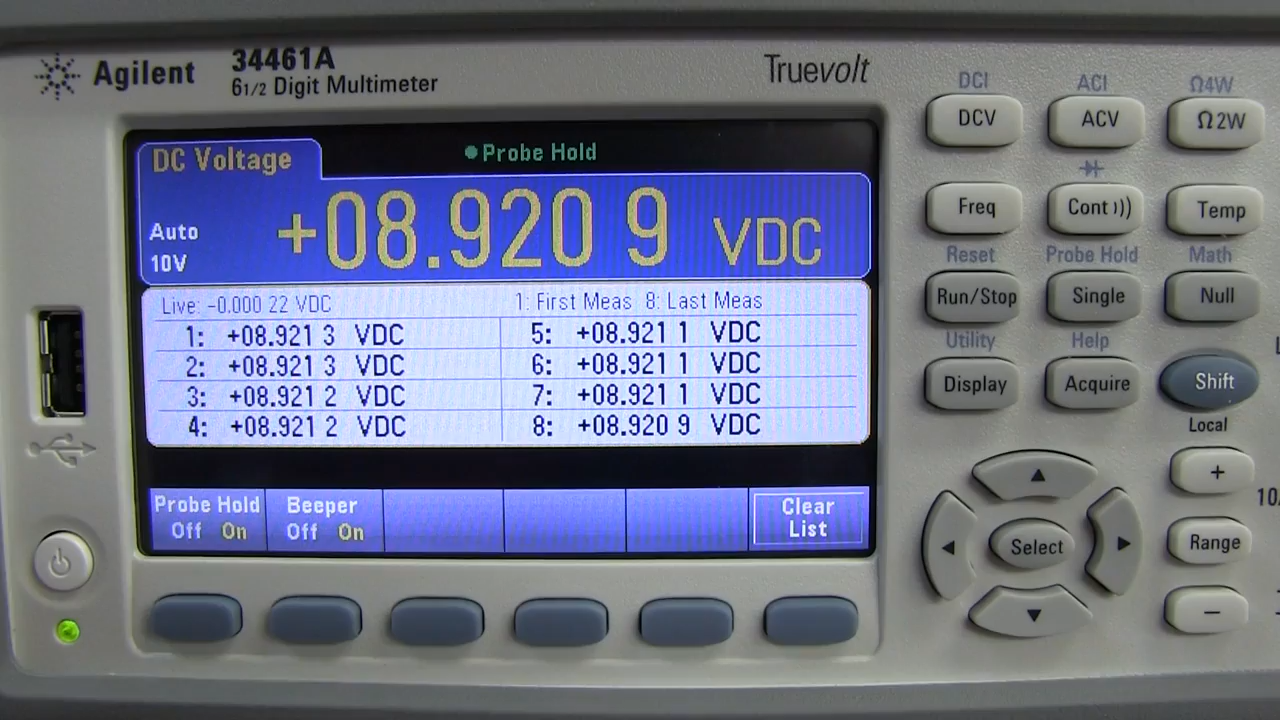 Agilent
34461A
6 1/2 Digit Multimeter
Truevolt
DC Voltage
Probe Hold
Auto
10V
+08.920 9 VDC
Live: -0.000 22 VDC
1: First Meas 8: Last Meas
1: +08.921 3 VDC
2: +08.921 3 VDC
3: +08.921 2 VDC
4: +08.921 2 VDC
5: +08.921 1 VDC
6: +08.921 1 VDC
7: +08.921 1 VDC
8: +08.920 9 VDC
Probe Hold
Off On
Beeper
Off On
Clear
List
DCI
ACI
Ω4W
DCV
ACV
Ω2W
Freq
Cont
Temp
Reset
Probe Hold
Math
Run/Stop
Single
Null
Utility
Help
Display
Acquire
Shift
Local
+
Select
Range
−